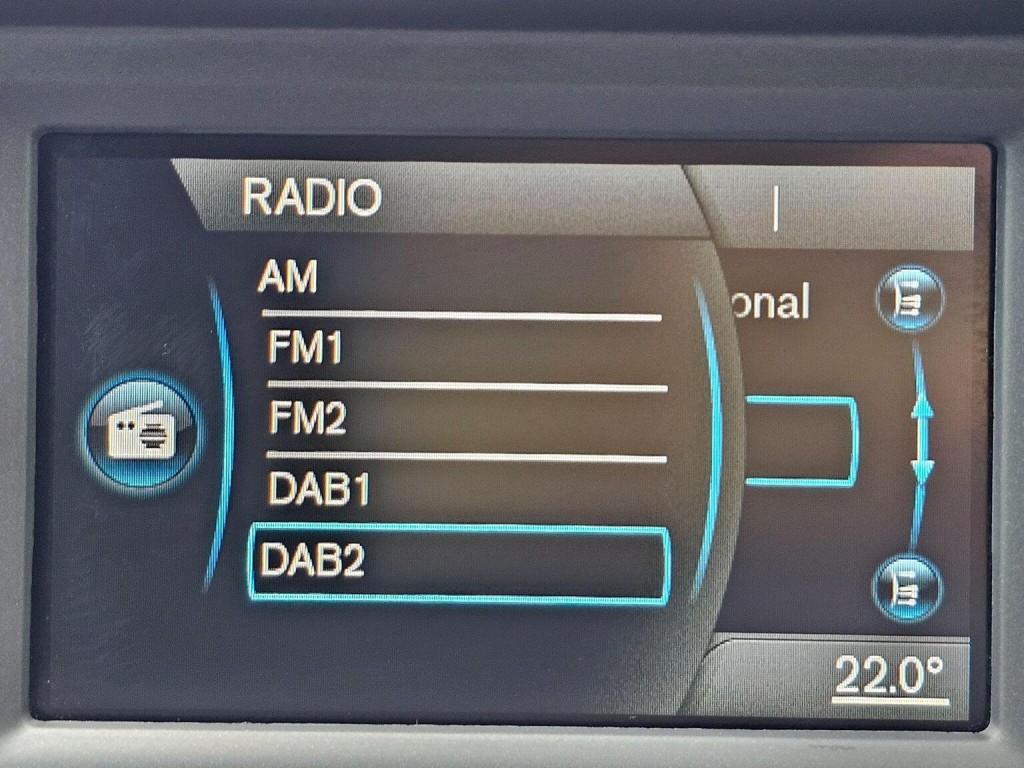 RADIO
AM
onal
FM1
FM2
DAB1
DAB2
22.0°